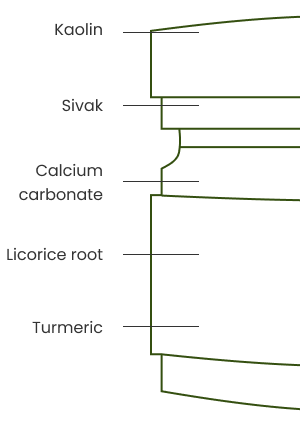 Kaolin
Sivak
Calcium
carbonate
Licorice root
Turmeric